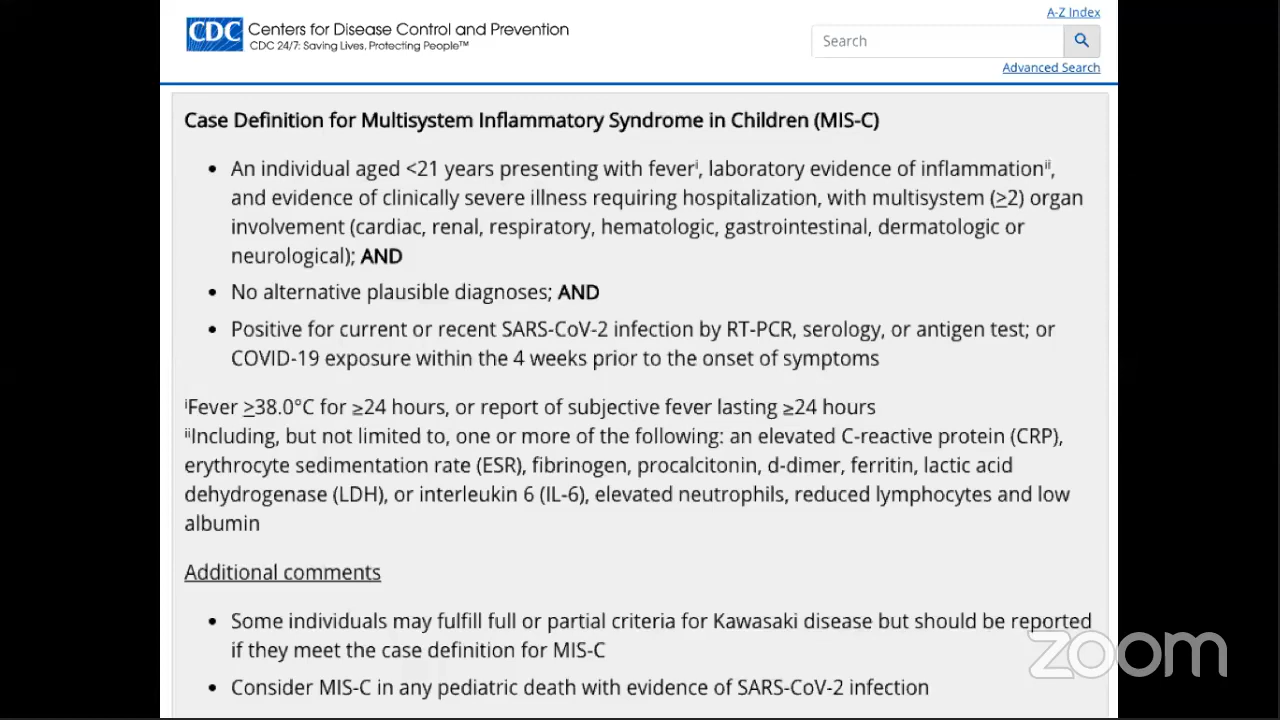 A-Z Index
CDC Centers for Disease Control and Prevention
CDC 24/7: Saving Lives, Protecting People™
Search
Advanced Search
Case Definition for Multisystem Inflammatory Syndrome in Children (MIS-C)
• An individual aged <21 years presenting with feverⁱ, laboratory evidence of inflammationⁱⁱ,
and evidence of clinically severe illness requiring hospitalization, with multisystem (≥2) organ
involvement (cardiac, renal, respiratory, hematologic, gastrointestinal, dermatologic or
neurological); AND
• No alternative plausible diagnoses; AND
• Positive for current or recent SARS-CoV-2 infection by RT-PCR, serology, or antigen test; or
COVID-19 exposure within the 4 weeks prior to the onset of symptoms
ⁱFever ≥38.0°C for ≥24 hours, or report of subjective fever lasting ≥24 hours
ⁱⁱIncluding, but not limited to, one or more of the following: an elevated C-reactive protein (CRP),
erythrocyte sedimentation rate (ESR), fibrinogen, procalcitonin, d-dimer, ferritin, lactic acid
dehydrogenase (LDH), or interleukin 6 (IL-6), elevated neutrophils, reduced lymphocytes and low
albumin
Additional comments
• Some individuals may fulfill full or partial criteria for Kawasaki disease but should be reported
if they meet the case definition for MIS-C
• Consider MIS-C in any pediatric death with evidence of SARS-CoV-2 infection
zoom